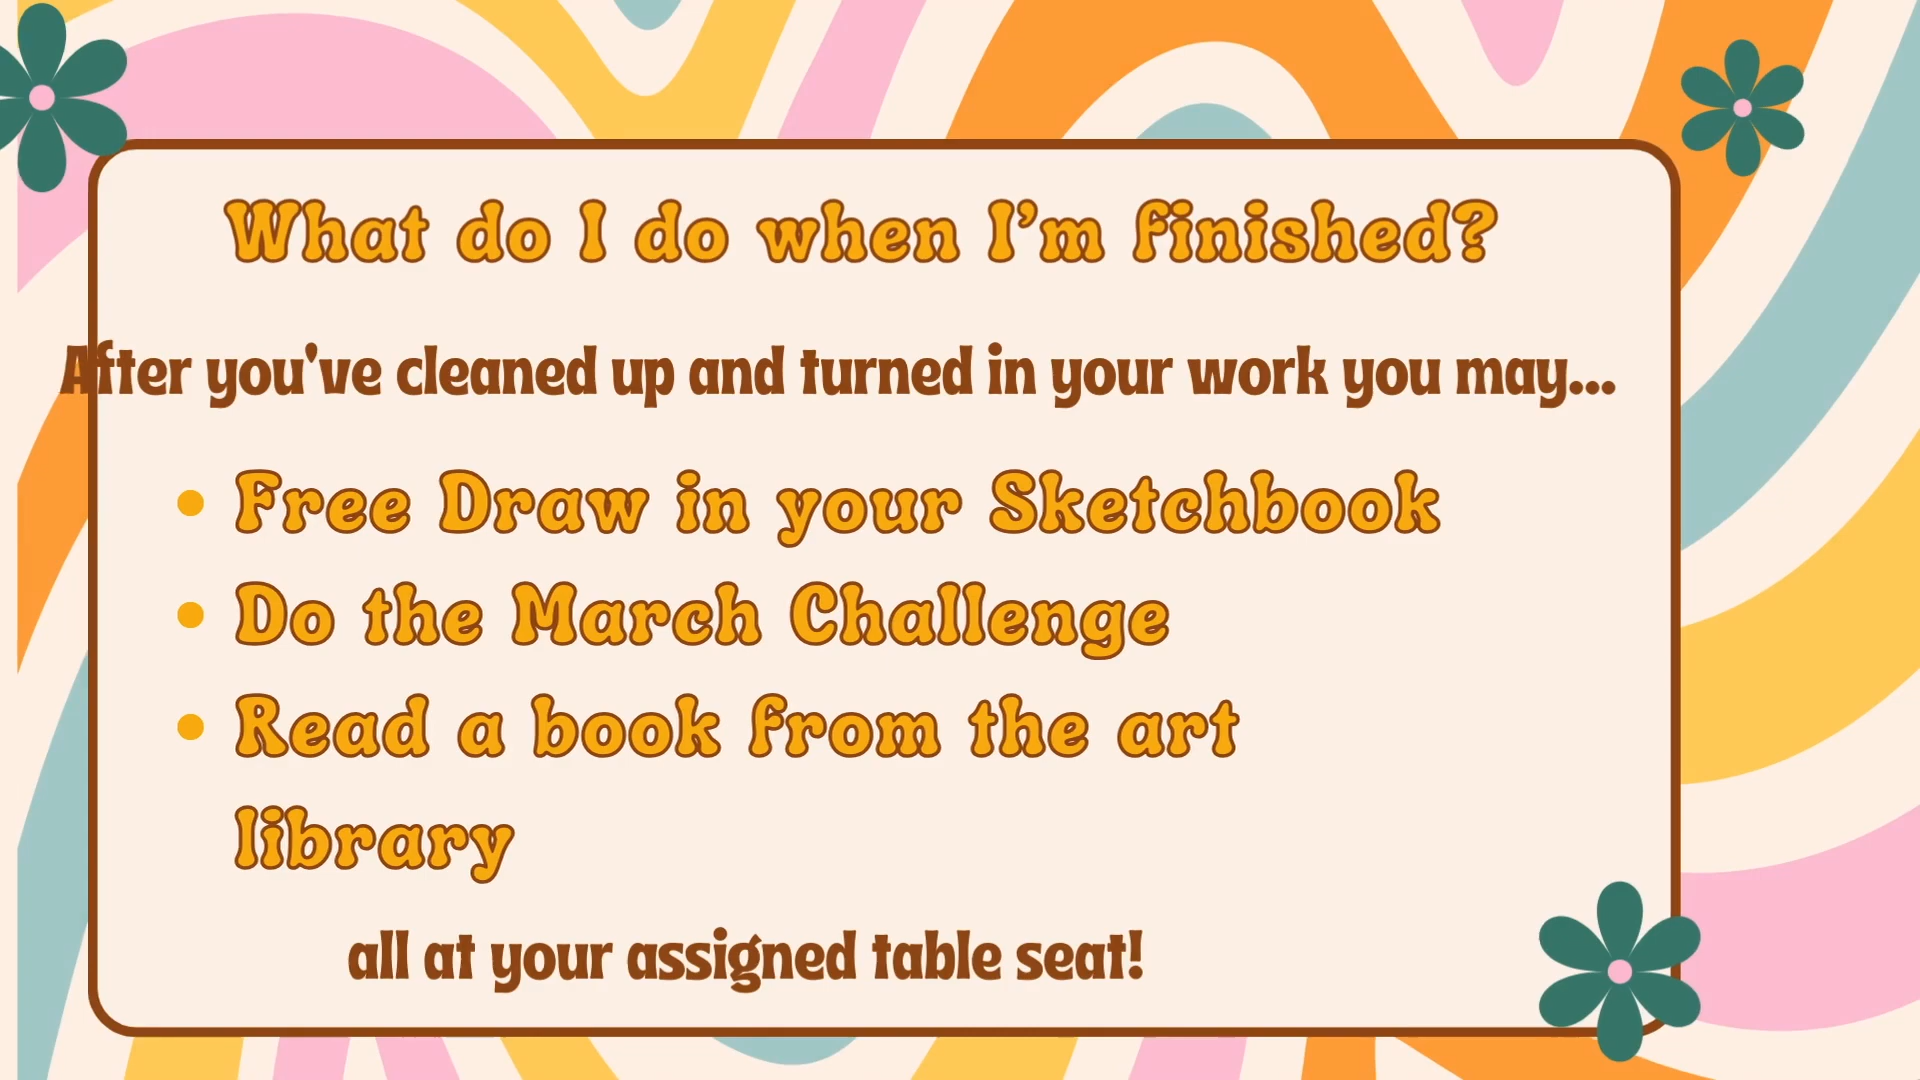 What do I do when I’m finished?
After you've cleaned up and turned in your work you may...
• Free Draw in your Sketchbook
• Do the March Challenge
• Read a book from the art
library
all at your assigned table seat!